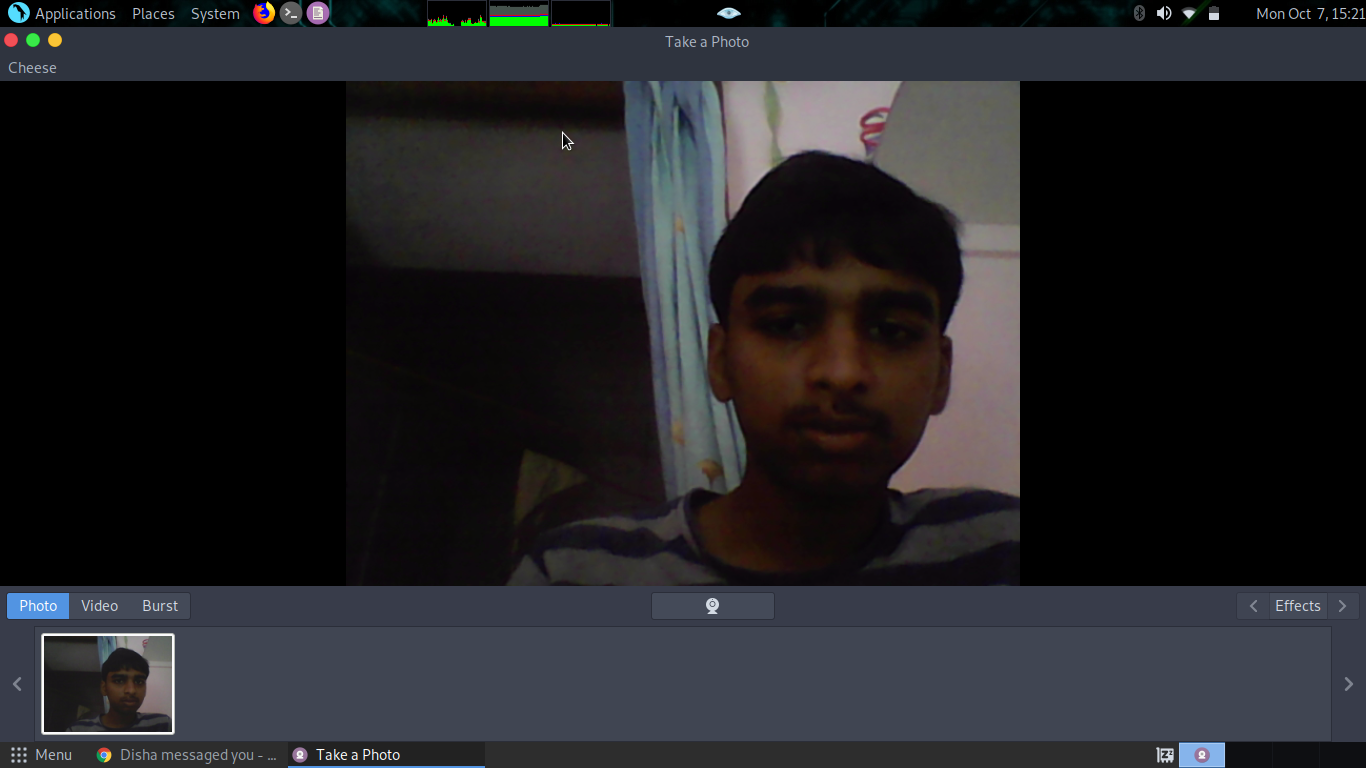 Applications Places System Mon Oct 7, 15:21
Take a Photo
Cheese
Photo Video Burst Effects
Menu Disha messaged you - ... Take a Photo